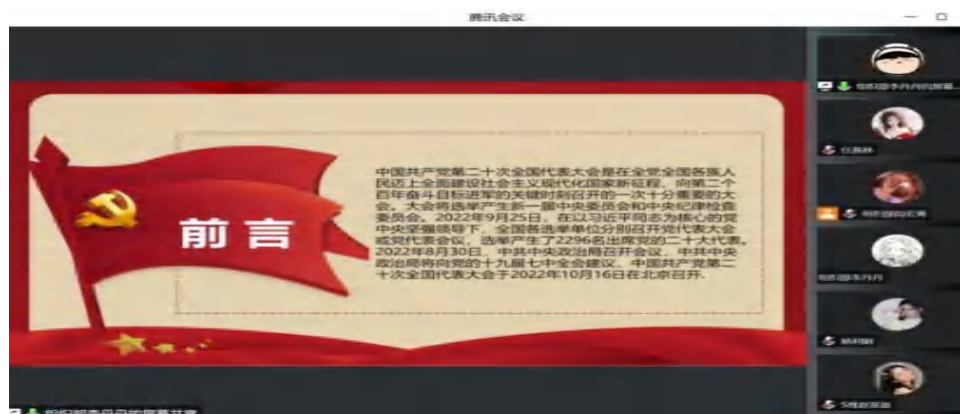 腾讯会议
前言
中国共产党第二十次全国代表大会是在全党全国各族人
民迈上全面建设社会主义现代化国家新征程，向第二个
百年奋斗目标进军的关键时刻召开的一次十分重要的大
会。大会将选举产生新一届中央委员会和中央纪律检查
委员会。2022年9月25日，在以习近平同志为核心的党
中央坚强领导下，全国各选举单位分别召开党代表大会
或党代表会议，选举产生了2296名出席党的二十大代表。
2022年8月30日，中共中央政治局召开会议，中共中央
政治局将向党的十九届七中全会建议，中国共产党第二
十次全国代表大会于2022年10月16日在北京召开.